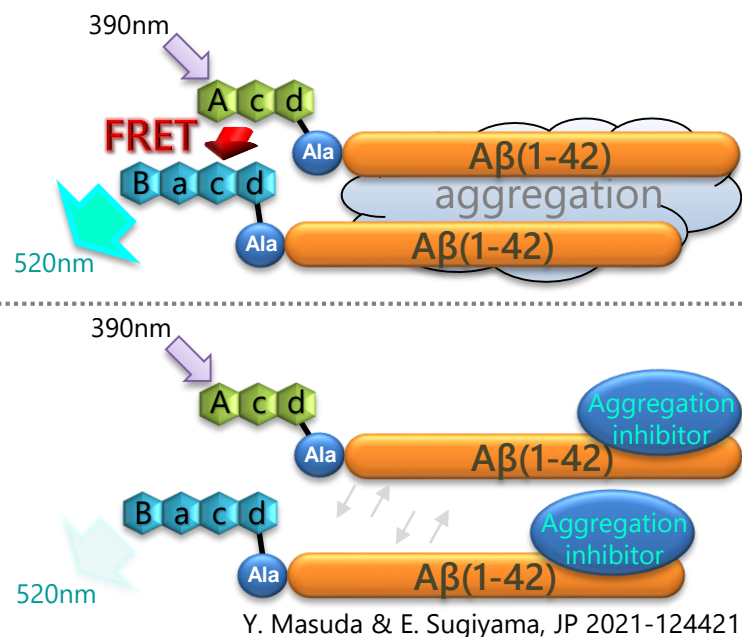 390nm
A c d
FRET
Ala
Aβ(1-42)
B a c d
aggregation
Ala
Aβ(1-42)
520nm
390nm
A c d
Aggregation
inhibitor
Ala
Aβ(1-42)
B a c d
Aggregation
inhibitor
Ala
Aβ(1-42)
520nm
Y. Masuda & E. Sugiyama, JP 2021-124421